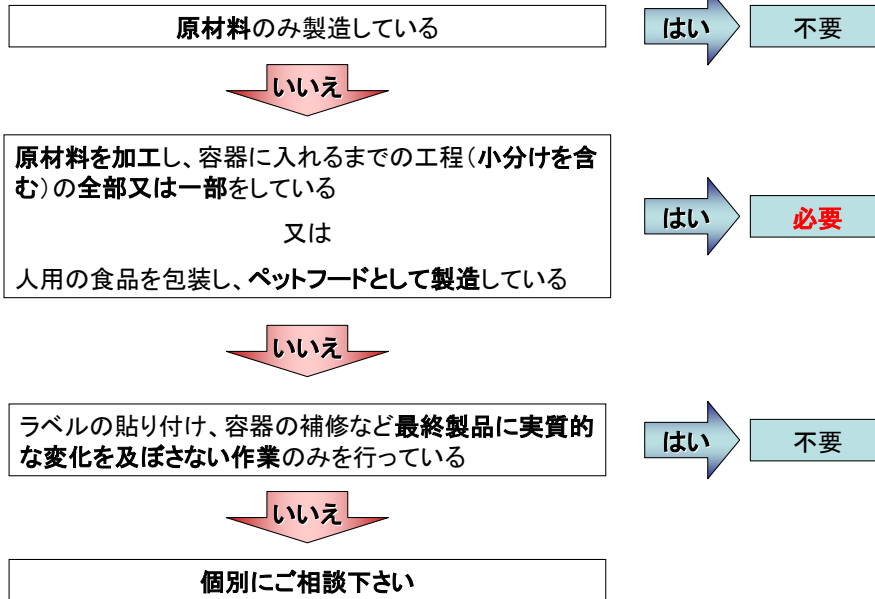 原材料のみ製造している
はい
不要
いいえ
原材料を加工し、容器に入れるまでの工程(小分けを含
む)の全部又は一部をしている
又は
人用の食品を包装し、ペットフードとして製造している
はい
必要
いいえ
ラベルの貼り付け、容器の補修など最終製品に実質的
な変化を及ぼさない作業のみを行っている
はい
不要
いいえ
個別にご相談下さい